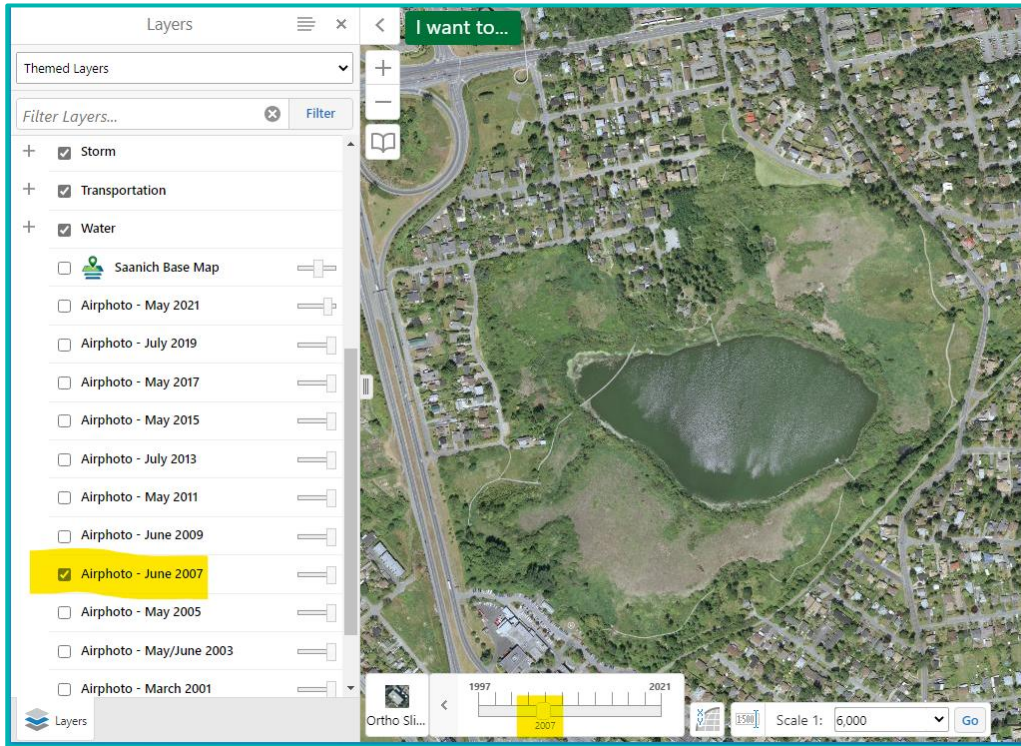 Layers
I want to...
Themed Layers
Filter Layers...
Filter
Storm
Transportation
Water
Saanich Base Map
Airphoto - May 2021
Airphoto - July 2019
Airphoto - May 2017
Airphoto - May 2015
Airphoto - July 2013
Airphoto - May 2011
Airphoto - June 2009
Airphoto - June 2007
Airphoto - May 2005
Airphoto - May/June 2003
Airphoto - March 2001
Layers
Ortho Sli...
1997 2021
2007
1500
Scale 1: 6,000 Go